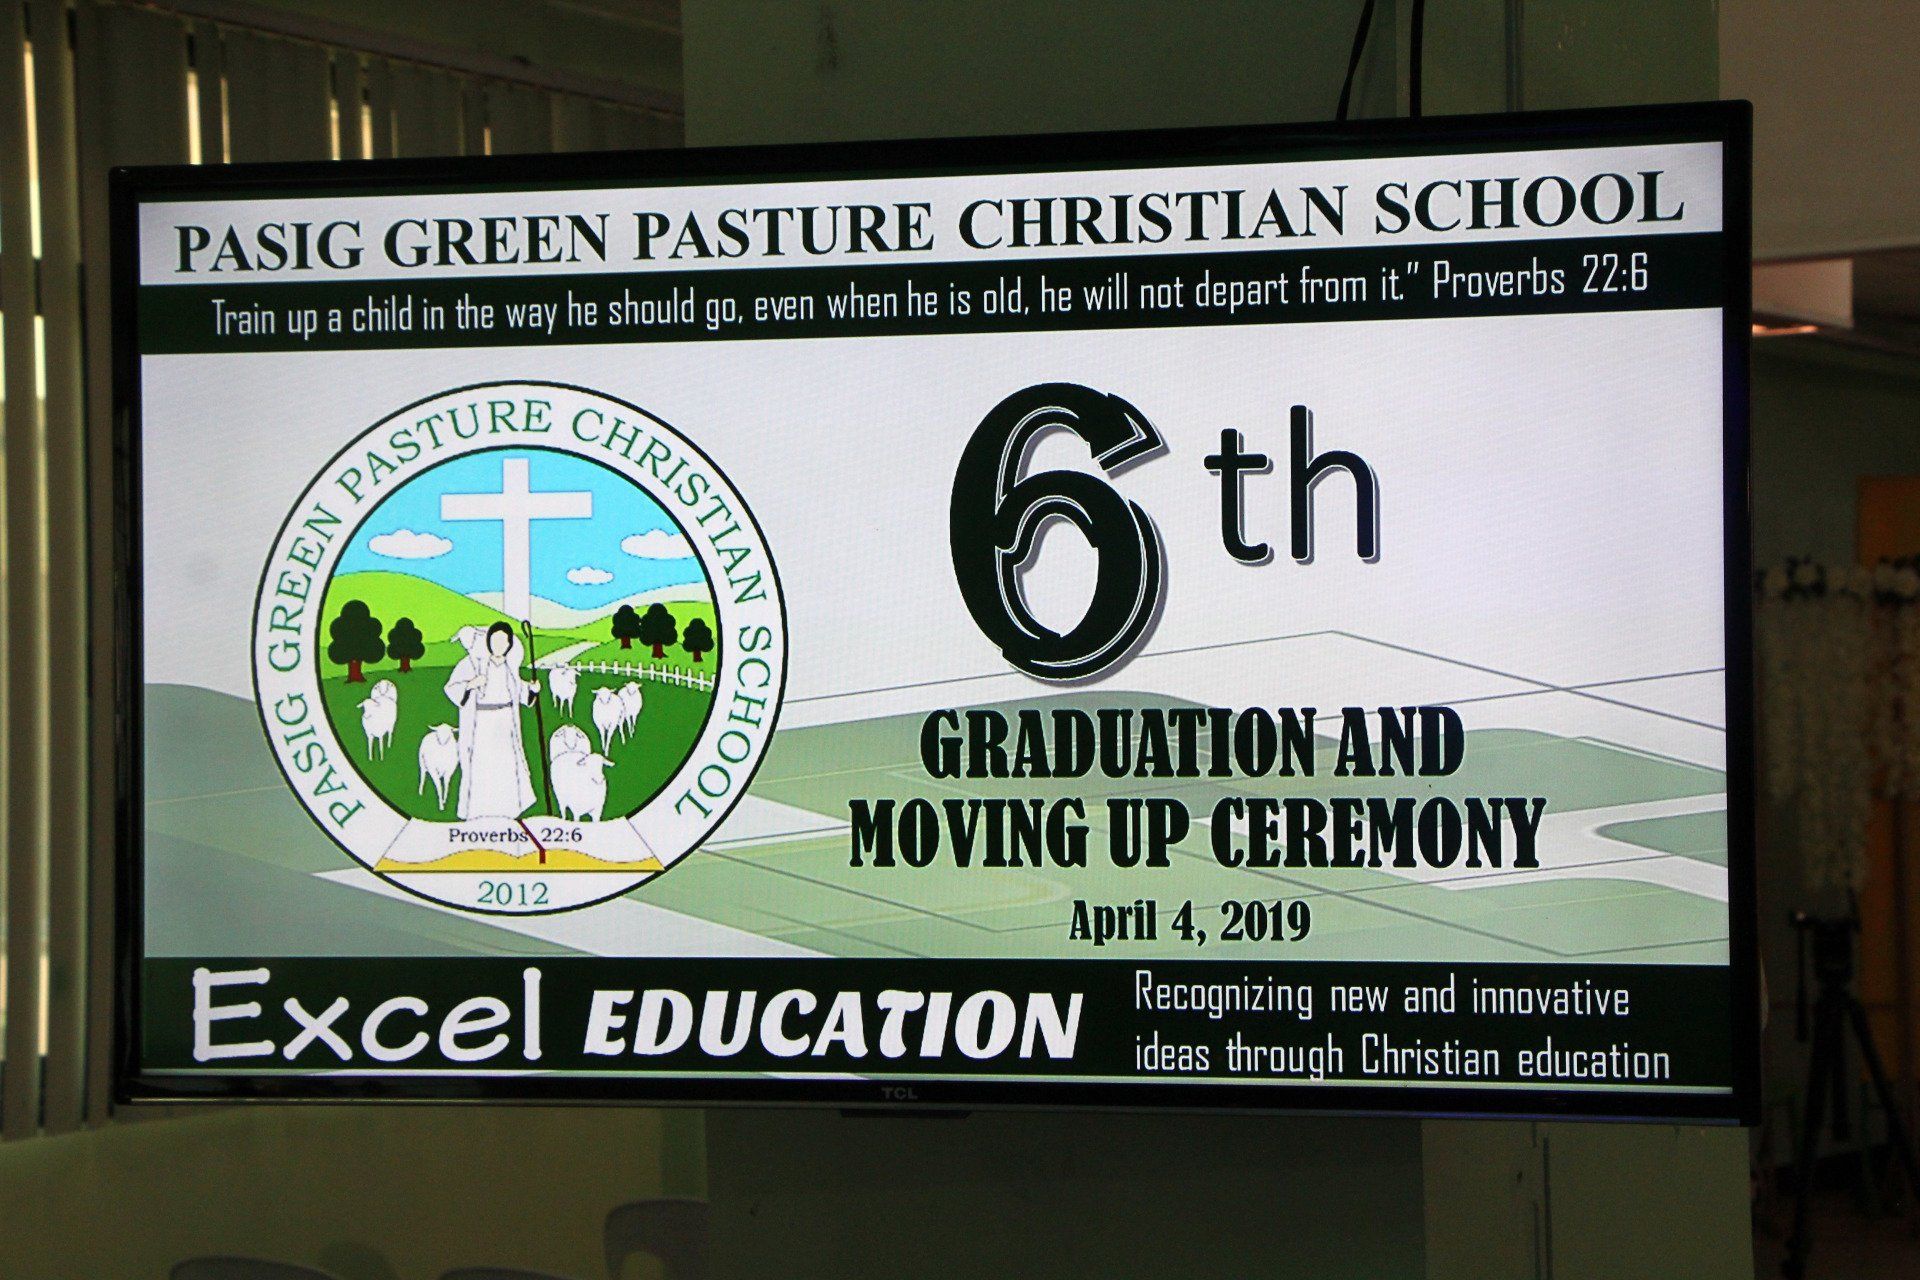 PASIG GREEN PASTURE CHRISTIAN SCHOOL
Train up a child in the way he should go, even when he is old, he will not depart from it." Proverbs 22:6
PASIG GREEN PASTURE CHRISTIAN SCHOOL
Proverbs 22:6
2012
6th
GRADUATION AND
MOVING UP CEREMONY
April 4, 2019
Excel EDUCATION
Recognizing new and innovative
ideas through Christian education
TCL